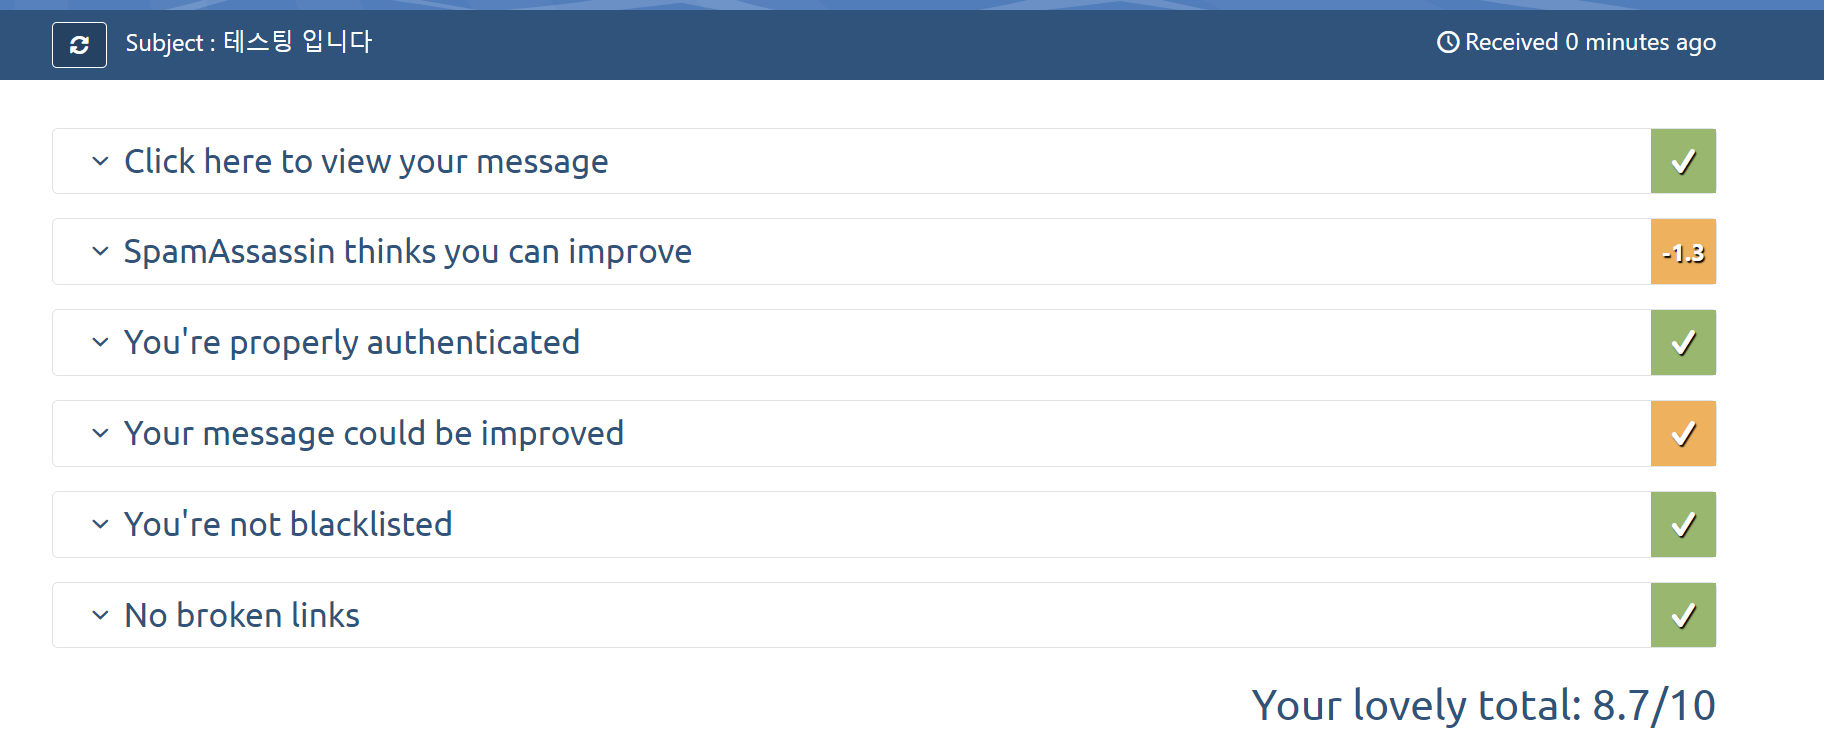 Subject : 테스팅 입니다
Received 0 minutes ago
Click here to view your message
SpamAssassin thinks you can improve
-1.3
You're properly authenticated
Your message could be improved
You're not blacklisted
No broken links
Your lovely total: 8.7/10